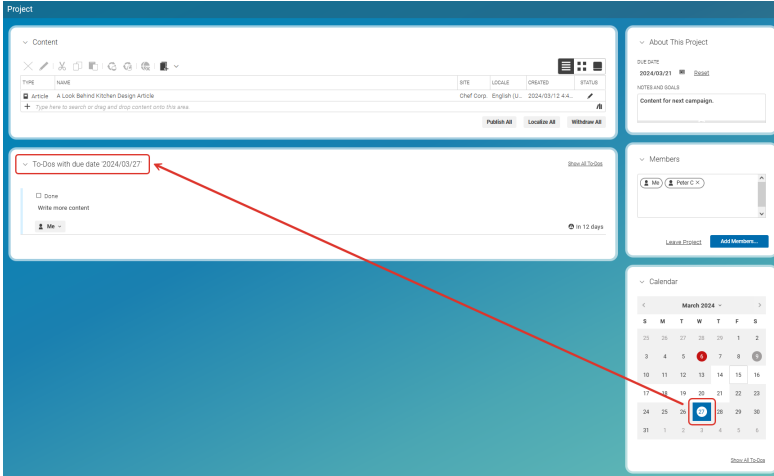 Project
Content
TYPE NAME SITE LOCALE CREATED STATUS
Article A Look Behind Kitchen Design Article Chef Corp. English (U... 2024/03/12 4:4...
Type here to search or drag and drop content onto this area.
Publish All Localize All Withdraw All
To-Dos with due date '2024/03/27'
Show All To-Dos
Done
Write more content.
Me
in 12 days
About This Project
DUE DATE
2024/03/21 Reset
NOTES AND GOALS
Content for next campaign.
Members
Me Peter C
Leave Project Add Members...
Calendar
March 2024
S M T W T F S
25 26 27 28 29 1 2
3 4 5 6 7 8 9
10 11 12 13 14 15 16
17 18 19 20 21 22 23
24 25 26 27 28 29 30
31 1 2 3 4 5 6
Show All To-Dos